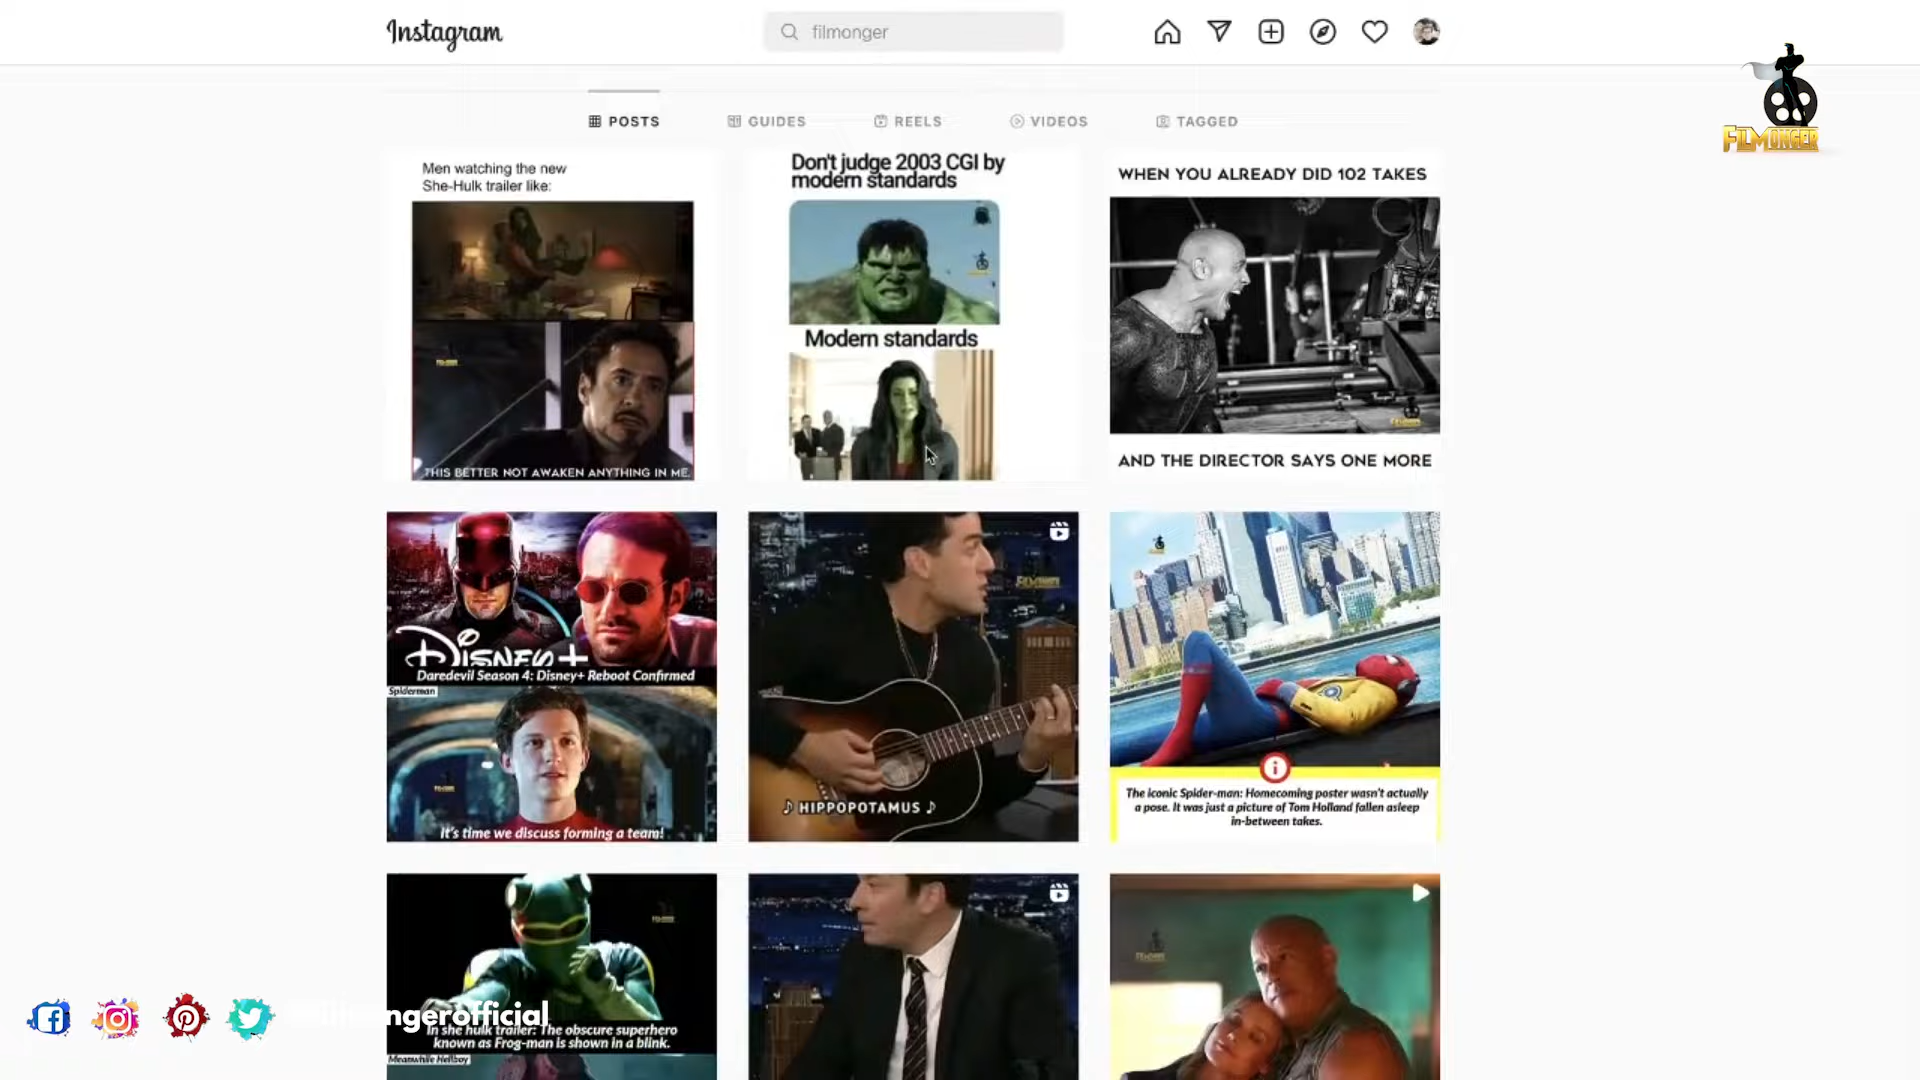 Instagram
filmonger
FILMONGER
POSTS
GUIDES
REELS
VIDEOS
TAGGED
Men watching the new
She-Hulk trailer like:
THIS BETTER NOT AWAKEN ANYTHING IN ME.
Don't judge 2003 CGI by
modern standards
Modern standards
WHEN YOU ALREADY DID 102 TAKES
AND THE DIRECTOR SAYS ONE MORE
DISNEY+
Daredevil Season 4: Disney+ Reboot Confirmed
Spiderman
It's time we discuss forming a team!
FILMONGER
♪ HIPPOPOTAMUS ♪
The iconic Spider-man: Homecoming poster wasn't actually
a pose. It was just a picture of Tom Holland fallen asleep
in-between takes.
In she hulk trailer: The obscure superhero
known as Frog-man is shown in a blink.
Meanwhile Hellboy